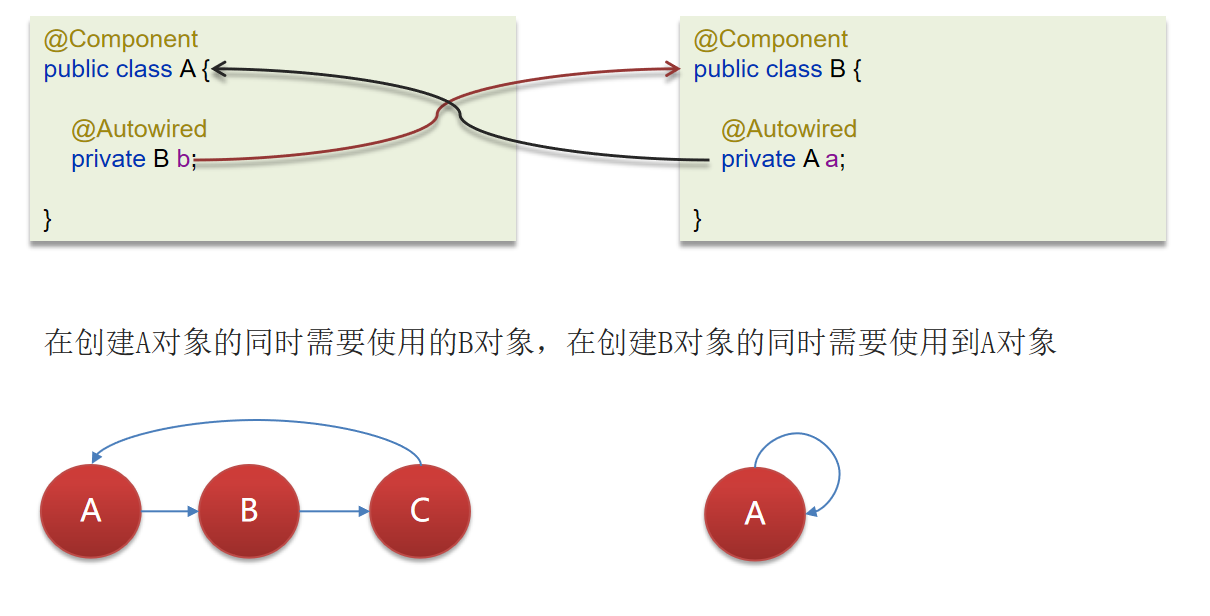 @Component
public class A {
@Autowired
private B b;
}
@Component
public class B {
@Autowired
private A a;
}
在创建A对象的同时需要使用的B对象，在创建B对象的同时需要使用到A对象
A
B
C
A